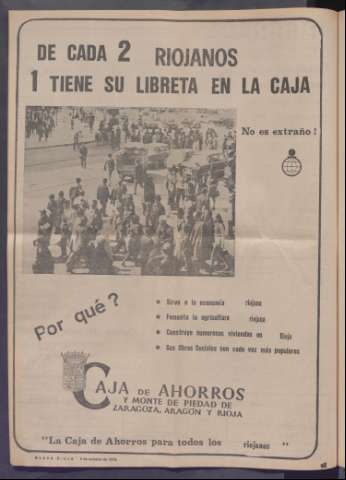 DE CADA 2 RIOJANOS
1 TIENE SU LIBRETA EN LA CAJA
No es extraño!
Por qué?
* Sirve a la economía riojana
* Fomenta la agricultura riojana
* Construye numerosas viviendas en Rioja
* Sus Obras Sociales son cada vez más populares
CAJA DE AHORROS
Y MONTE DE PIEDAD DE
ZARAGOZA, ARAGON Y RIOJA
"La Caja de Ahorros para todos los riojanos"